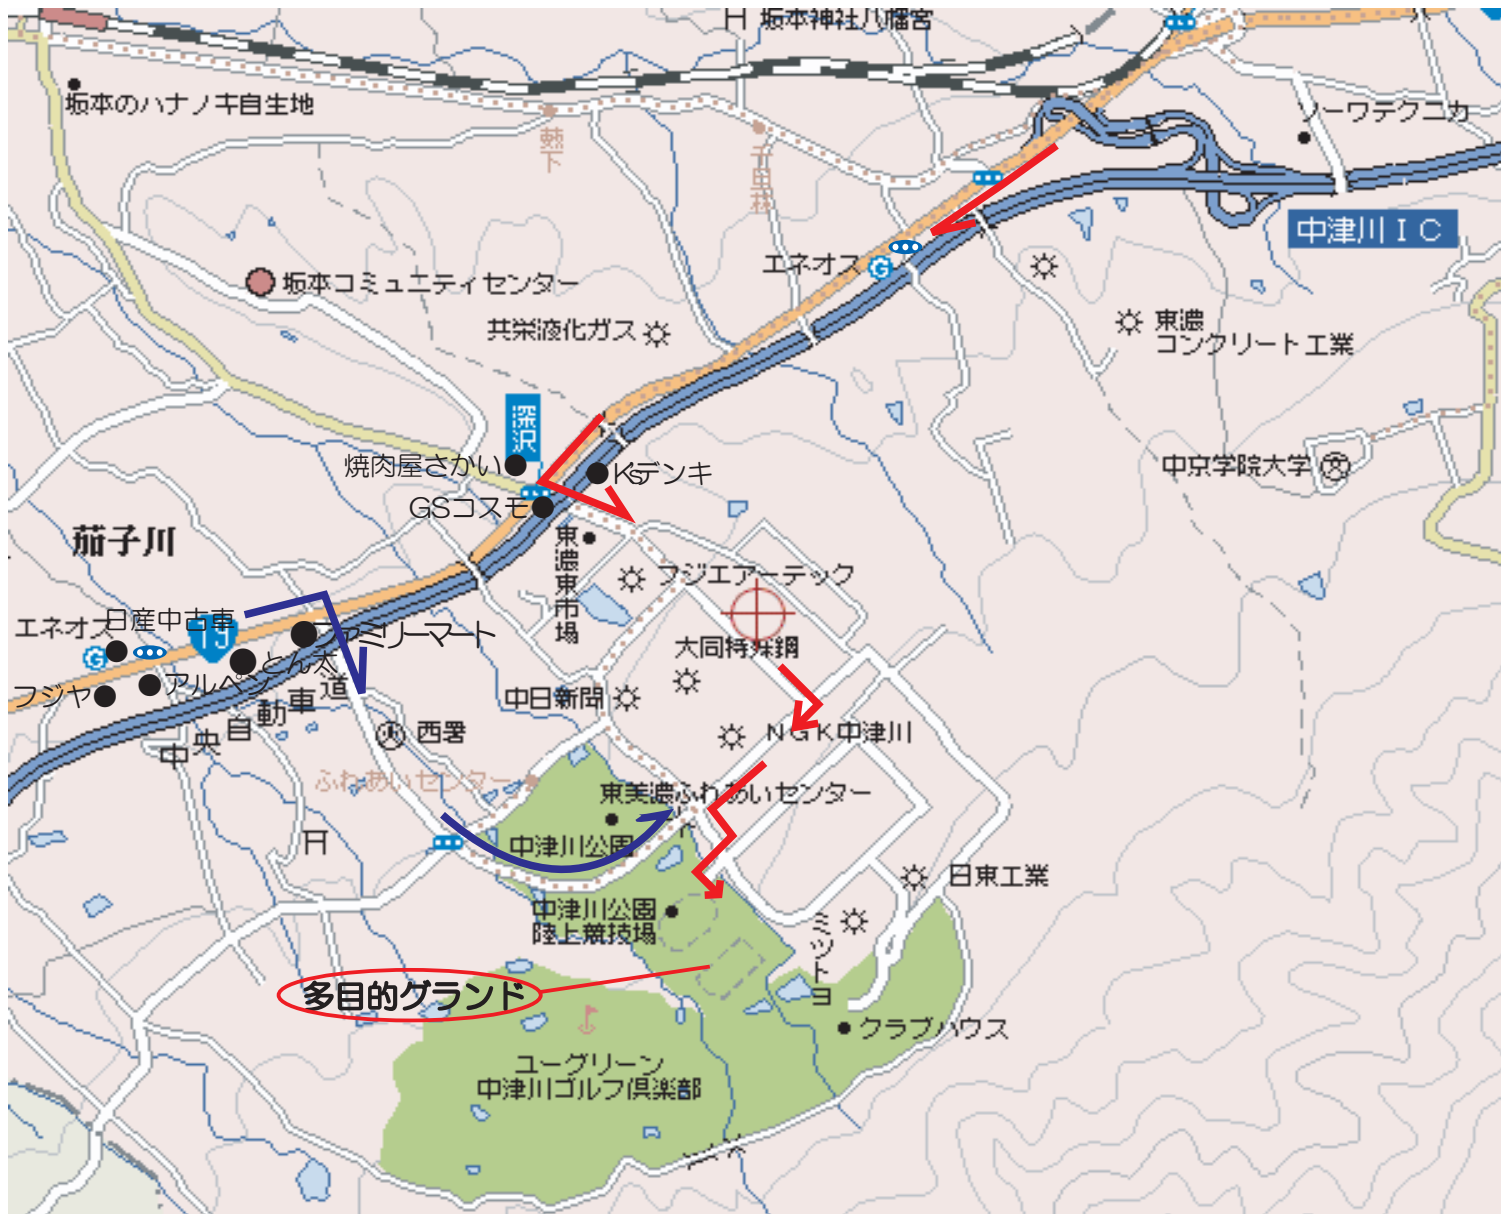 坂本神社八幡宮
坂本のハナノキ自生地
ソーワテクニカ
中津川ＩＣ
エネオス
G
坂本コミュニティセンター
共栄液化ガス
東濃
コンクリート工業
深沢
焼肉屋さかい
K'sデンキ
GSコスモ
中京学院大学
茄子川
東濃東市場
フジエアーテック
日産中古車
エネオス
G
19
ファミリーマート
とん太
アルペン
フジヤ
大同特殊鋼
中央自動車道
中日新聞
西署
ＮＧＫ中津川
ふれあいセンター
東美濃ふれあいセンター
中津川公園
日東工業
中津川公園
陸上競技場
ミツトヨ
多目的グランド
クラブハウス
ユーグリーン
中津川ゴルフ倶楽部